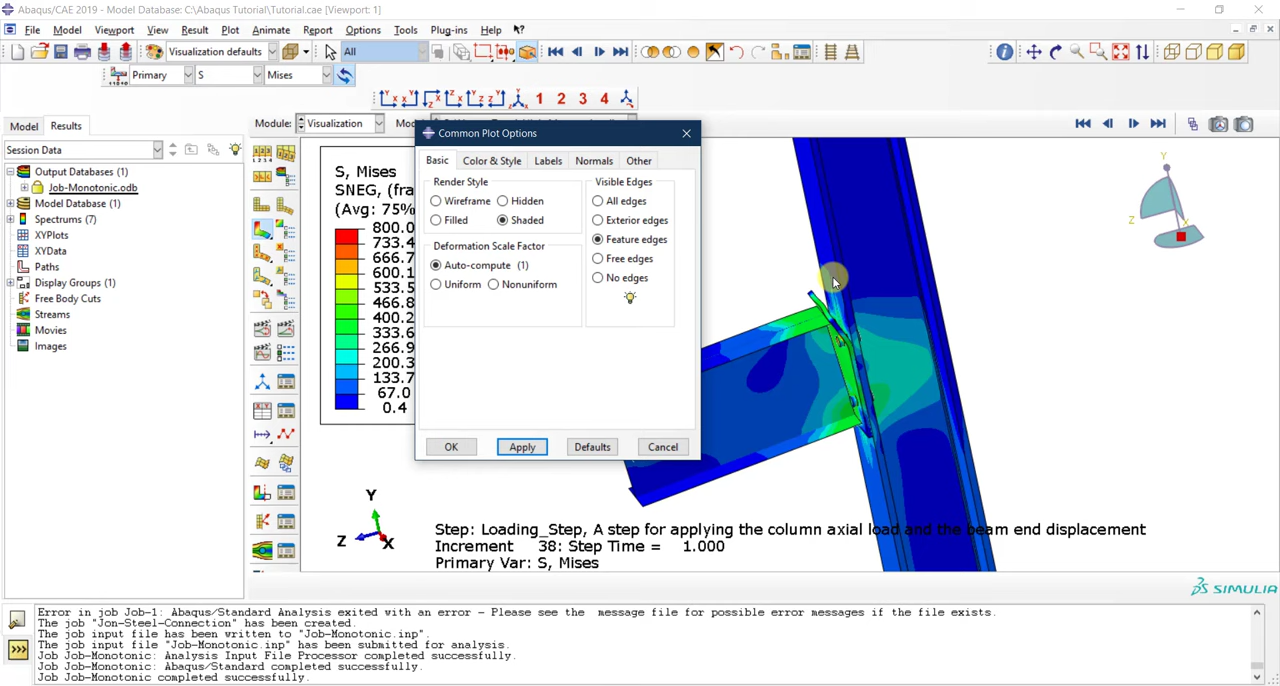 Abaqus/CAE 2019 - Model Database: C:\Abaqus Tutorial\Tutorial.cae [Viewport: 1]
File Model Viewport View Result Plot Animate Report Options Tools Plug-ins Help
Visualization defaults All
Primary S Mises
1 2 3 4
Model Results Module: Visualization
Session Data
Output Databases (1)
Job-Monotonic.odb
Model Database (1)
Spectrums (7)
XYPlots
XYData
Paths
Display Groups (1)
Free Body Cuts
Streams
Movies
Images
S, Mises
SNEG, (fra
(Avg: 75%
800.0
733.4
666.7
600.1
533.5
466.8
400.2
333.6
266.9
200.3
133.7
67.0
0.4
Common Plot Options
Basic Color & Style Labels Normals Other
Render Style
Wireframe Hidden
Filled Shaded
Deformation Scale Factor
Auto-compute (1)
Uniform Nonuniform
Visible Edges
All edges
Exterior edges
Feature edges
Free edges
No edges
OK Apply Defaults Cancel
Y
Z X
Y
Z X
Step: Loading_Step, A step for applying the column axial load and the beam end displacement
Increment 38: Step Time = 1.000
Primary Var: S, Mises
SIMULIA
Error in job Job-1: Abaqus/Standard Analysis exited with an error - Please see the message file for possible error messages if the file exists.
The job "Jon-Steel-Connection" has been created.
The job input file has been written to "Job-Monotonic.inp".
The job input file "Job-Monotonic.inp" has been submitted for analysis.
Job Job-Monotonic: Analysis Input File Processor completed successfully.
Job Job-Monotonic: Abaqus/Standard completed successfully.
Job Job-Monotonic completed successfully.